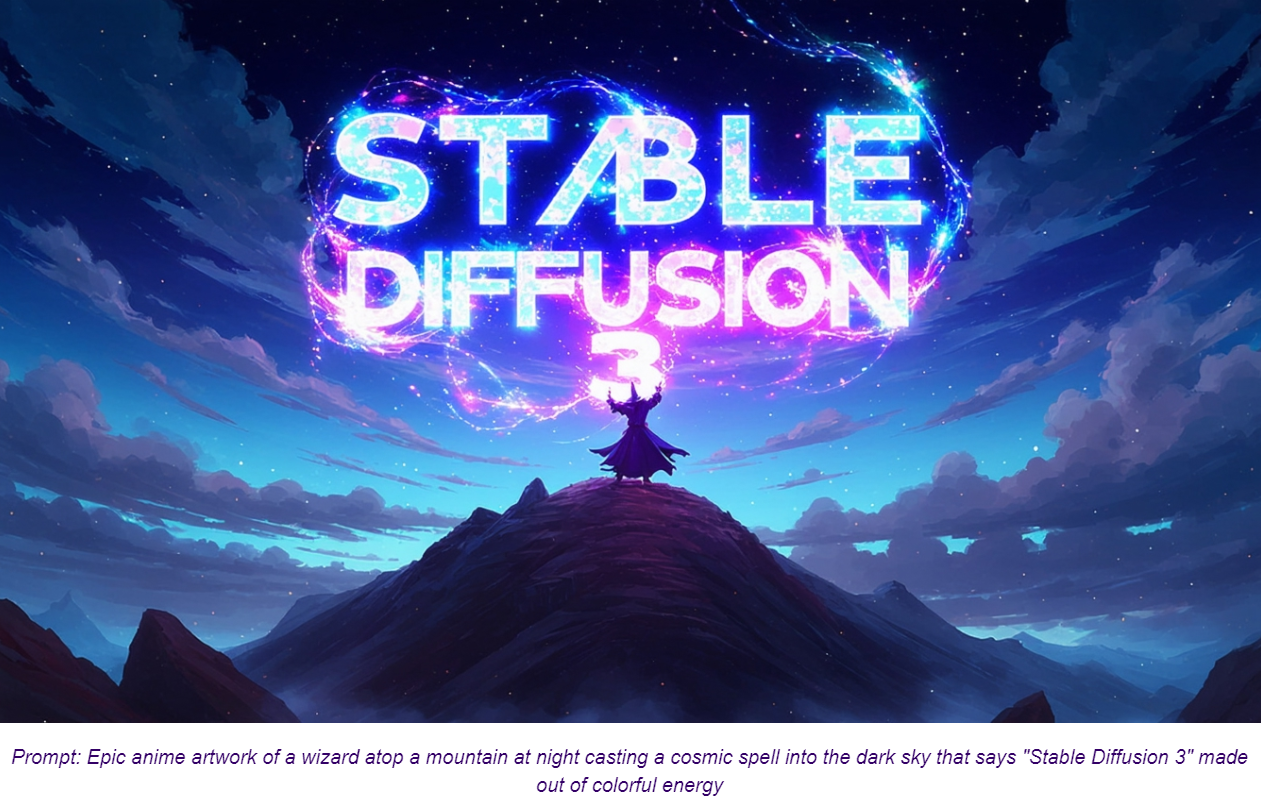 STABLE
DIFFUSION
3
Prompt: Epic anime artwork of a wizard atop a mountain at night casting a cosmic spell into the dark sky that says "Stable Diffusion 3" made
out of colorful energy